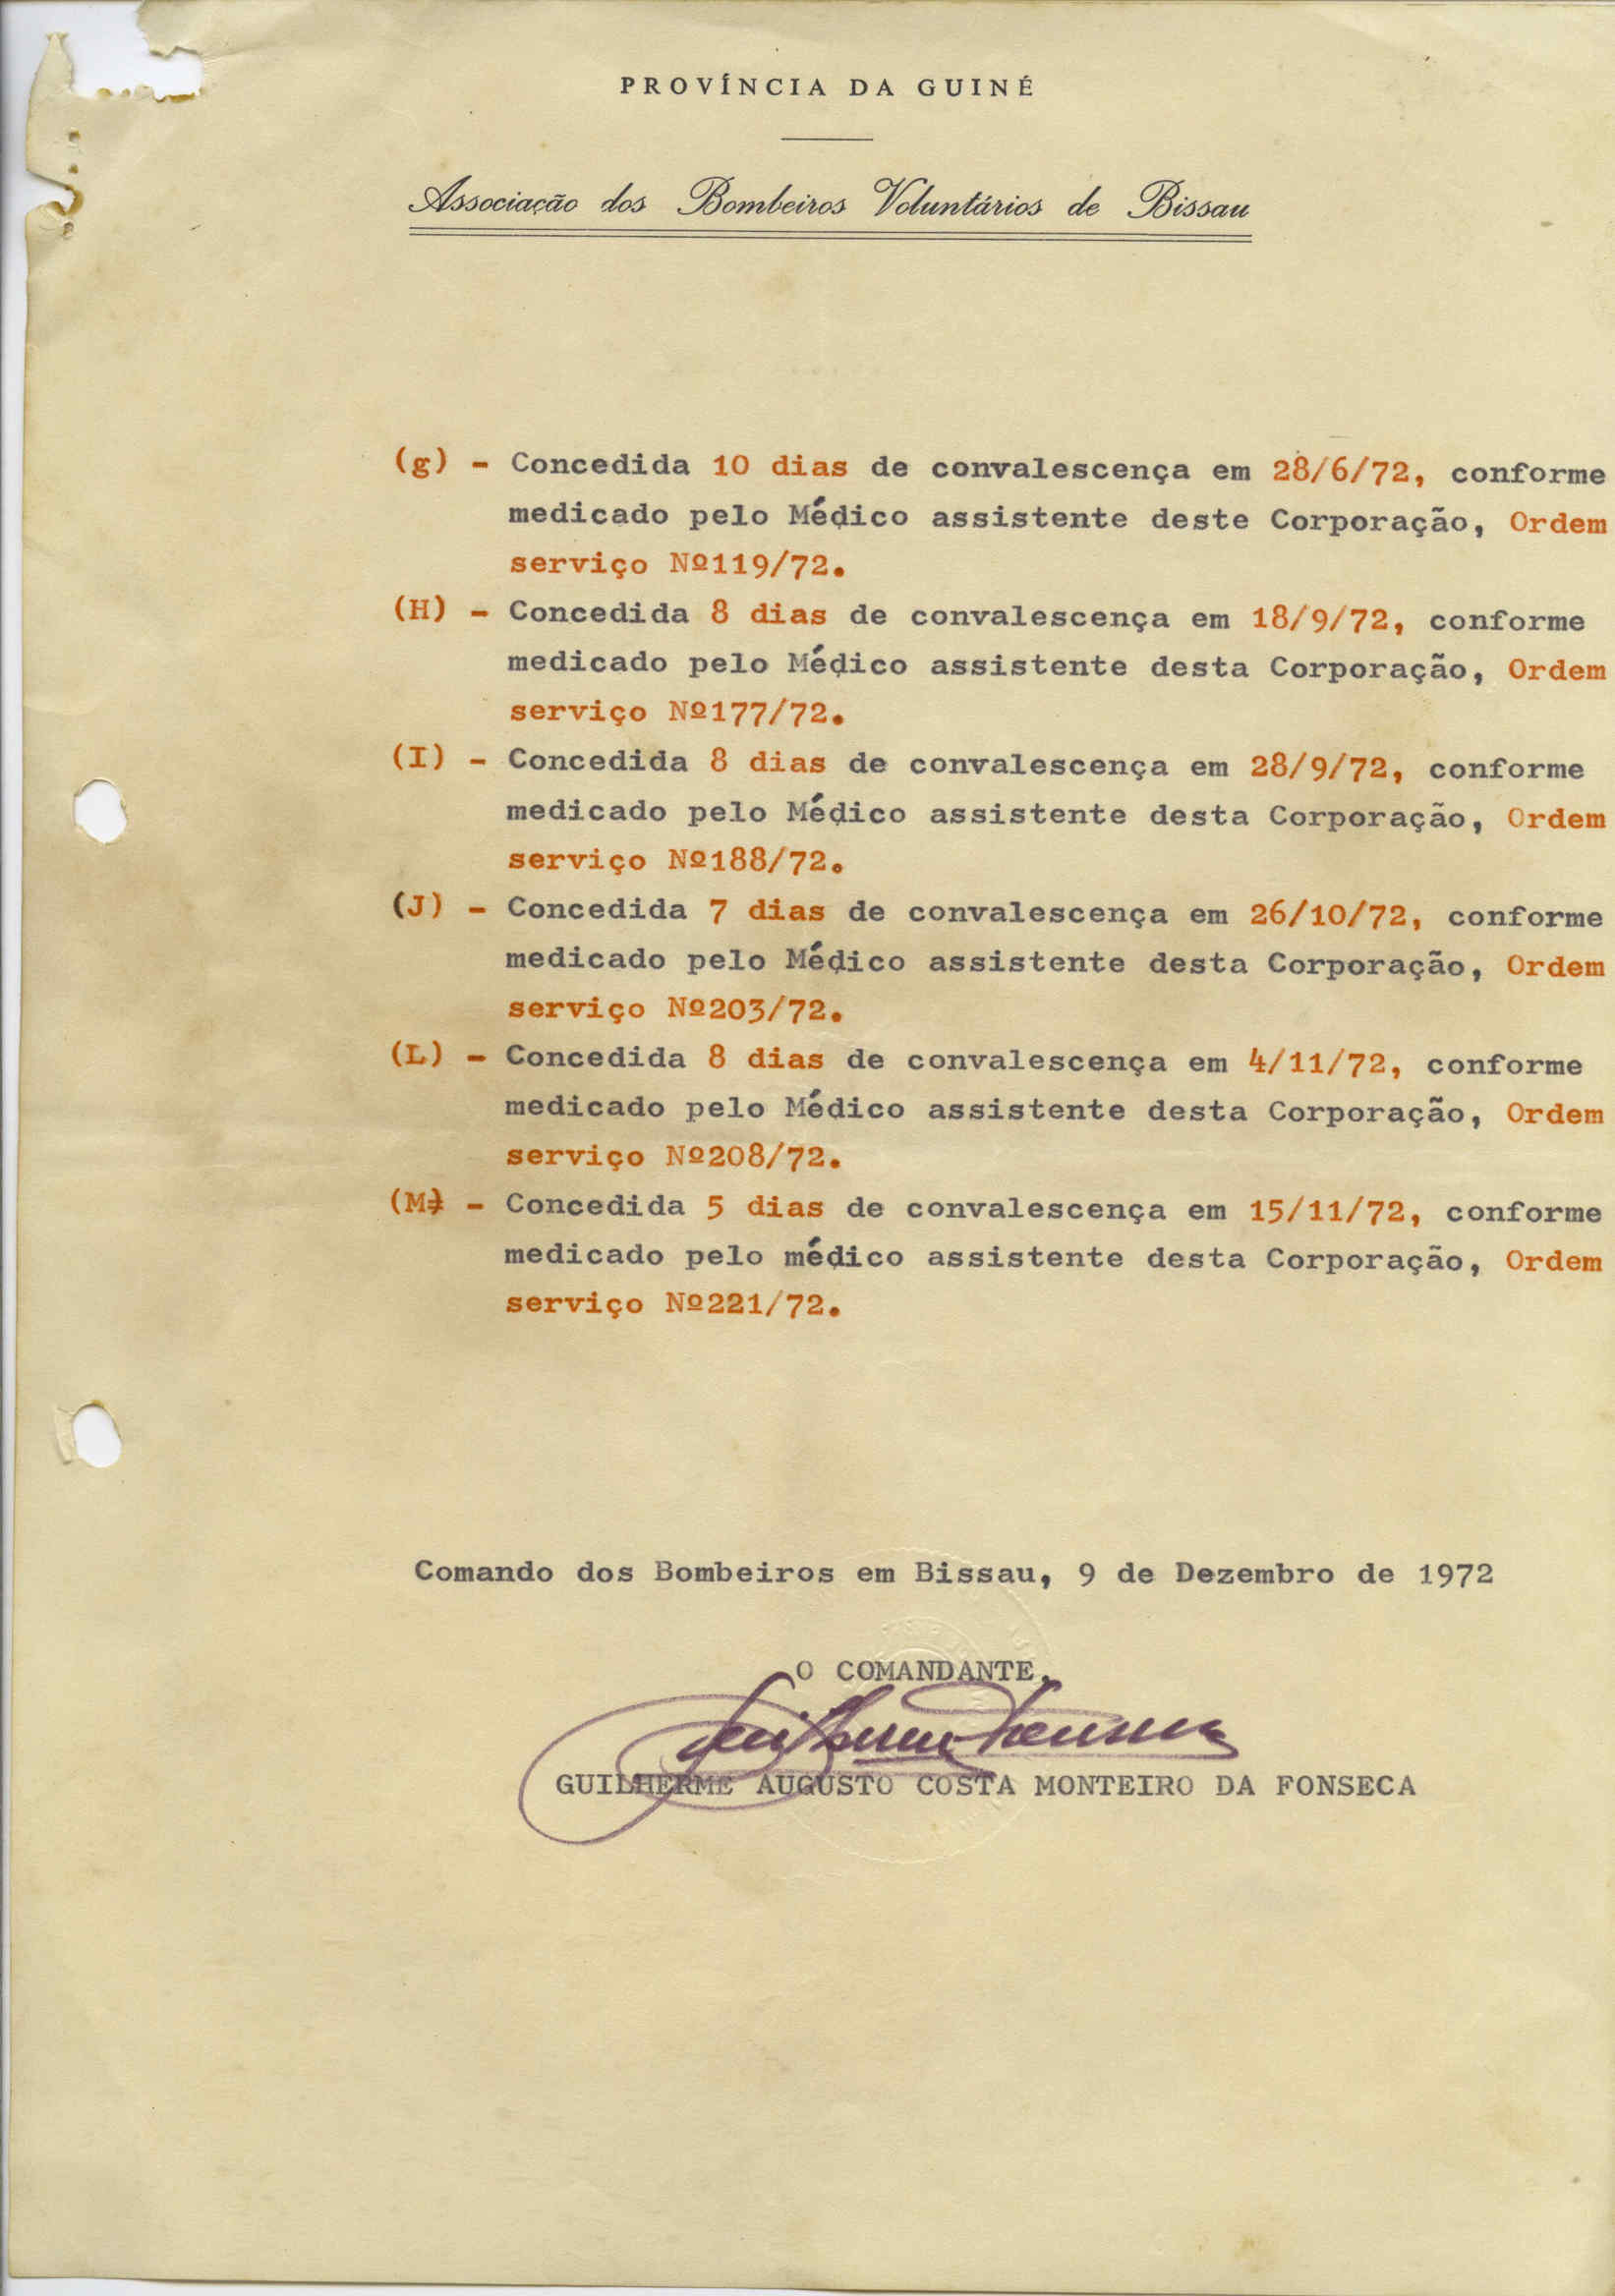 PROVÍNCIA DA GUINÉ
Associação dos Bombeiros Voluntários de Bissau
(g) - Concedida 10 dias de convalescença em 28/6/72, conforme
medicado pelo Médico assistente deste Corporação, Ordem
serviço Nº119/72.
(H) - Concedida 8 dias de convalescença em 18/9/72, conforme
medicado pelo Médico assistente desta Corporação, Ordem
serviço Nº177/72.
(I) - Concedida 8 dias de convalescença em 28/9/72, conforme
medicado pelo Médico assistente desta Corporação, Ordem
serviço Nº188/72.
(J) - Concedida 7 dias de convalescença em 26/10/72, conforme
medicado pelo Médico assistente desta Corporação, Ordem
serviço Nº203/72.
(L) - Concedida 8 dias de convalescença em 4/11/72, conforme
medicado pelo Médico assistente desta Corporação, Ordem
serviço Nº208/72.
(M) - Concedida 5 dias de convalescença em 15/11/72, conforme
medicado pelo médico assistente desta Corporação, Ordem
serviço Nº221/72.
Comando dos Bombeiros em Bissau, 9 de Dezembro de 1972
O COMANDANTE,
GUILHERME AUGUSTO COSTA MONTEIRO DA FONSECA